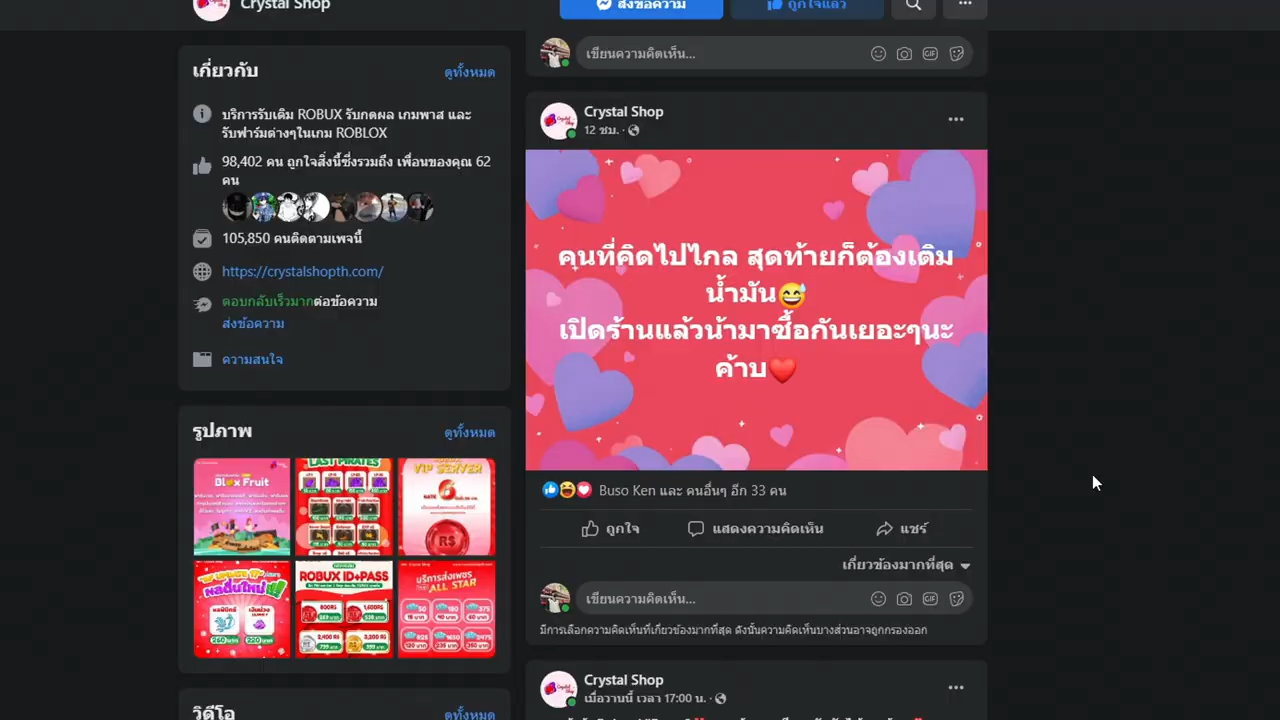 Crystal Shop
ส่งข้อความ
ถูกใจแล้ว
เกี่ยวกับ
ดูทั้งหมด
บริการรับเติม ROBUX รับกดผล เกมพาส และ
รับฟาร์มต่างๆในเกม ROBLOX
98,402 คน ถูกใจสิ่งนี้ซึ่งรวมถึง เพื่อนของคุณ 62
คน
105,850 คนติดตามเพจนี้
https://crystalshopth.com/
ตอบกลับเร็วมากต่อข้อความ
ส่งข้อความ
ความสนใจ
รูปภาพ
ดูทั้งหมด
Blox Fruit
LAST PIRATES
VIP SERVER
RATE 6
R$
ผลตื่นใหม่!!
ROBUX ID+PASS
บริการส่งเพชร
ALL STAR
วิดีโอ
ดูทั้งหมด
เขียนความคิดเห็น...
GIF
Crystal Shop
12 ชม. ·
คนที่คิดไปไกล สุดท้ายก็ต้องเติม
น้ำมัน😅
เปิดร้านแล้วน้ามาซื้อกันเยอะๆนะ
ค้าบ❤️
Buso Ken และ คนอื่นๆ อีก 33 คน
ถูกใจ
แสดงความคิดเห็น
แชร์
เกี่ยวข้องมากที่สุด
เขียนความคิดเห็น...
GIF
มีการเลือกความคิดเห็นที่เกี่ยวข้องมากที่สุด ดังนั้นความคิดเห็นบางส่วนอาจถูกกรองออก
Crystal Shop
เมื่อวานนี้ เวลา 17:00 น. ·